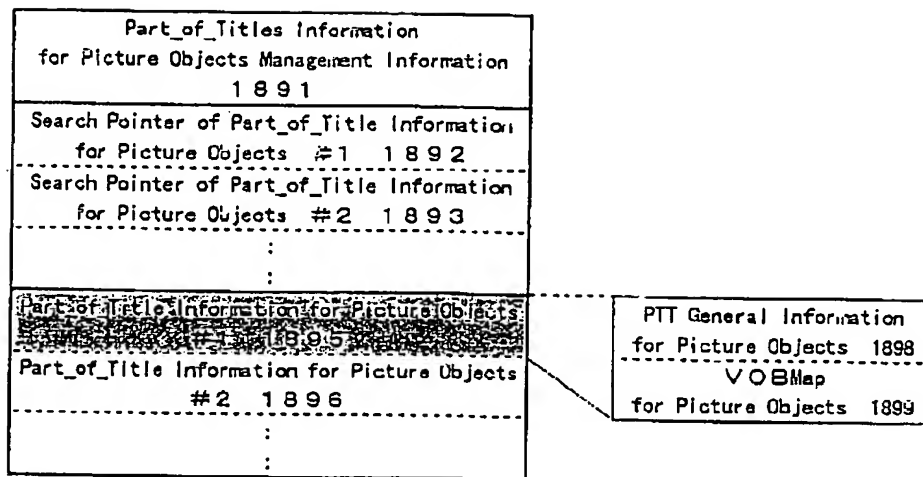 Part_of_Titles Information
for Picture Objects Management Information
1891
Search Pointer of Part_of_Title Information
for Picture Objects #1 1892
Search Pointer of Part_of_Title Information
for Picture Objects #2 1893
:
:
Part_of_Title Information for Picture Objects
#1 1895
Part_of_Title Information for Picture Objects
#2 1896
:
:
PTT General Information
for Picture Objects 1898
VOBMap
for Picture Objects 1899